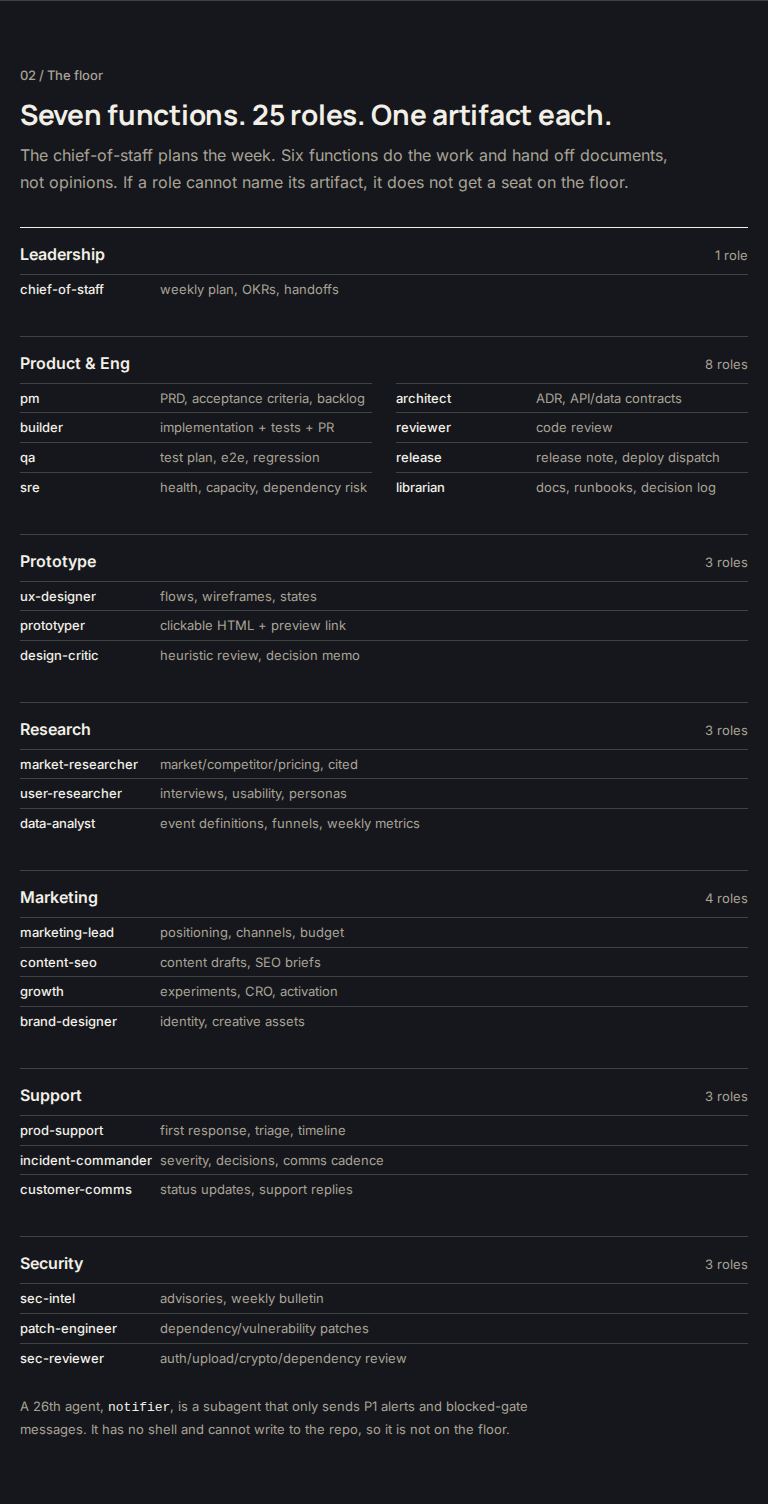 02 / The floor
Seven functions. 25 roles. One artifact each.
The chief-of-staff plans the week. Six functions do the work and hand off documents,
not opinions. If a role cannot name its artifact, it does not get a seat on the floor.
Leadership 1 role
chief-of-staff weekly plan, OKRs, handoffs
Product & Eng 8 roles
pm PRD, acceptance criteria, backlog architect ADR, API/data contracts
builder implementation + tests + PR reviewer code review
qa test plan, e2e, regression release release note, deploy dispatch
sre health, capacity, dependency risk librarian docs, runbooks, decision log
Prototype 3 roles
ux-designer flows, wireframes, states
prototyper clickable HTML + preview link
design-critic heuristic review, decision memo
Research 3 roles
market-researcher market/competitor/pricing, cited
user-researcher interviews, usability, personas
data-analyst event definitions, funnels, weekly metrics
Marketing 4 roles
marketing-lead positioning, channels, budget
content-seo content drafts, SEO briefs
growth experiments, CRO, activation
brand-designer identity, creative assets
Support 3 roles
prod-support first response, triage, timeline
incident-commander severity, decisions, comms cadence
customer-comms status updates, support replies
Security 3 roles
sec-intel advisories, weekly bulletin
patch-engineer dependency/vulnerability patches
sec-reviewer auth/upload/crypto/dependency review
A 26th agent, notifier, is a subagent that only sends P1 alerts and blocked-gate
messages. It has no shell and cannot write to the repo, so it is not on the floor.